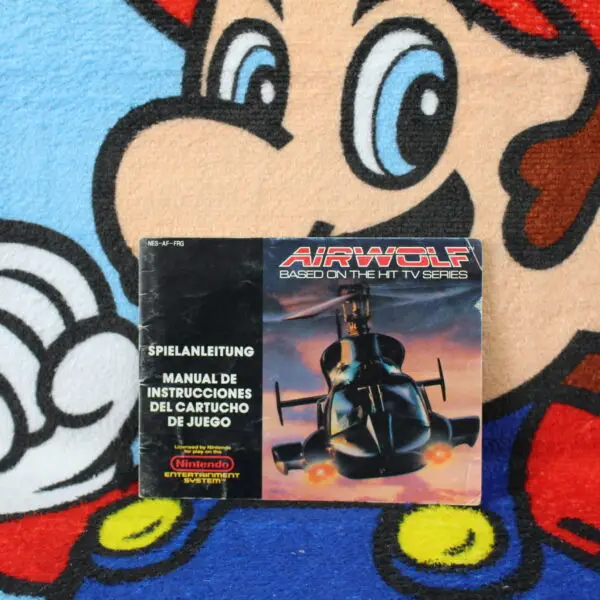 NES-AF-FRG
AIRWOLF
BASED ON THE HIT TV SERIES
SPIELANLEITUNG
MANUAL DE
INSTRUCCIONES
DEL CARTUCHO
DE JUEGO
Licensed by Nintendo
for play on the
Nintendo
ENTERTAINMENT
SYSTEM